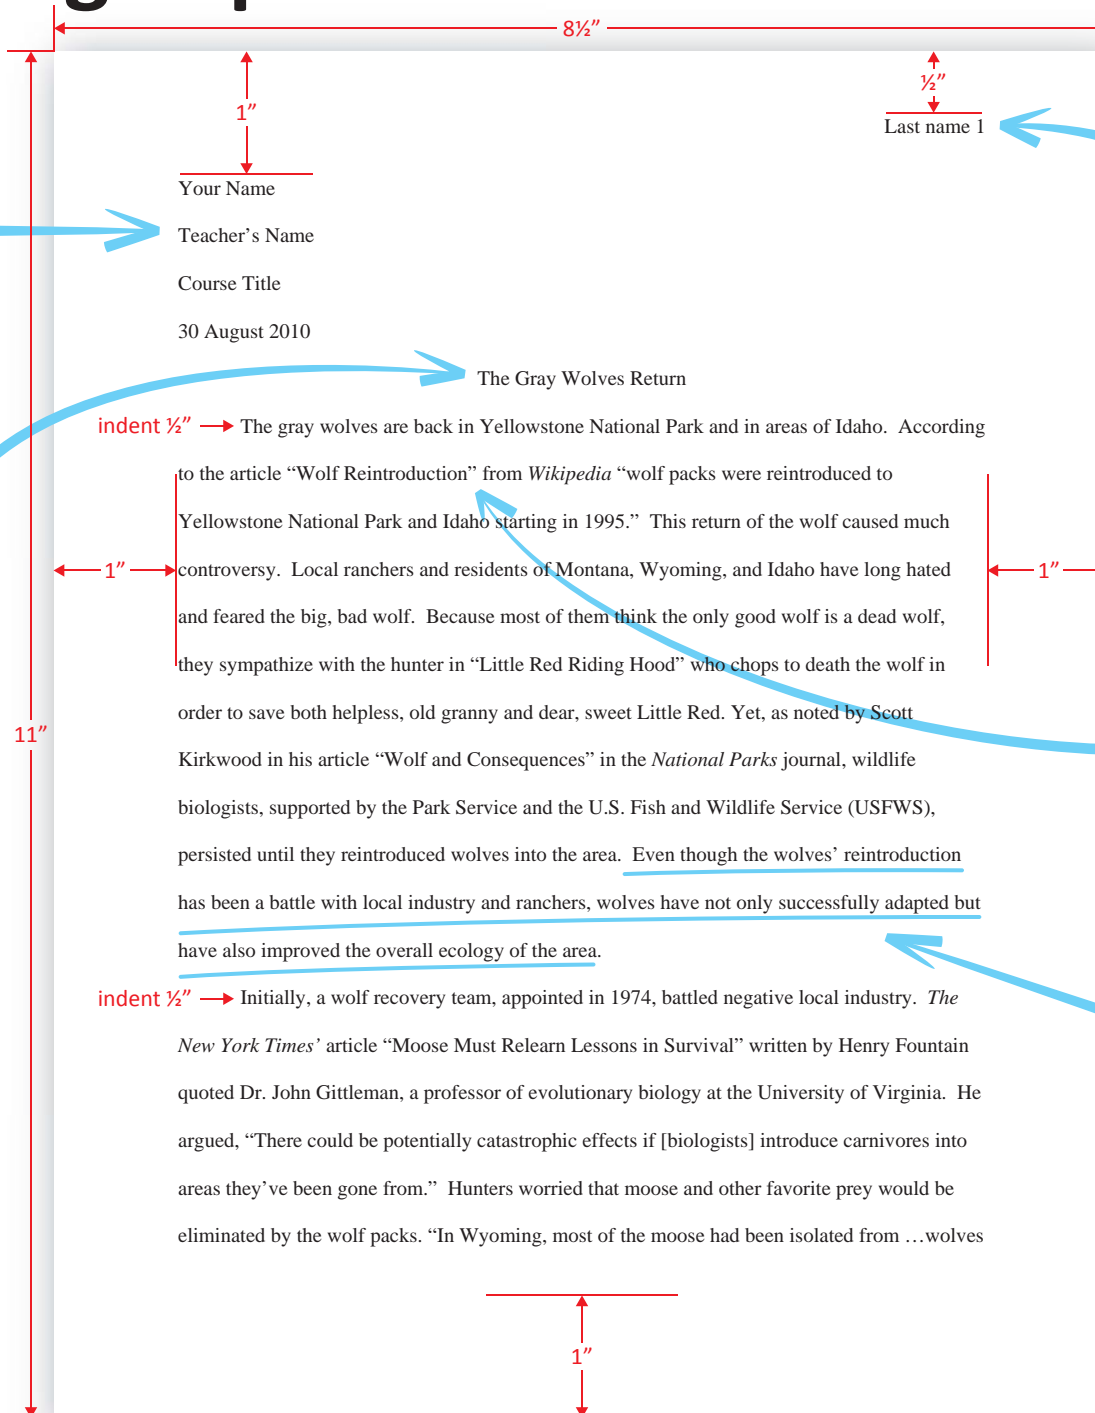 8½”
1”
½”
Last name 1
Your Name
Teacher’s Name
Course Title
30 August 2010
The Gray Wolves Return
indent ½”
The gray wolves are back in Yellowstone National Park and in areas of Idaho.  According
to the article “Wolf Reintroduction” from Wikipedia “wolf packs were reintroduced to
Yellowstone National Park and Idaho starting in 1995.”  This return of the wolf caused much
1”
controversy.  Local ranchers and residents of Montana, Wyoming, and Idaho have long hated
1”
and feared the big, bad wolf.  Because most of them think the only good wolf is a dead wolf,
they sympathize with the hunter in “Little Red Riding Hood” who chops to death the wolf in
order to save both helpless, old granny and dear, sweet Little Red. Yet, as noted by Scott
11”
Kirkwood in his article “Wolf and Consequences” in the National Parks journal, wildlife
biologists, supported by the Park Service and the U.S. Fish and Wildlife Service (USFWS),
persisted until they reintroduced wolves into the area.  Even though the wolves’ reintroduction
has been a battle with local industry and ranchers, wolves have not only successfully adapted but
have also improved the overall ecology of the area.
indent ½”
Initially, a wolf recovery team, appointed in 1974, battled negative local industry.  The
New York Times’ article “Moose Must Relearn Lessons in Survival” written by Henry Fountain
quoted Dr. John Gittleman, a professor of evolutionary biology at the University of Virginia.  He
argued, “There could be potentially catastrophic effects if [biologists] introduce carnivores into
areas they’ve been gone from.”  Hunters worried that moose and other favorite prey would be
eliminated by the wolf packs. “In Wyoming, most of the moose had been isolated from …wolves
1”